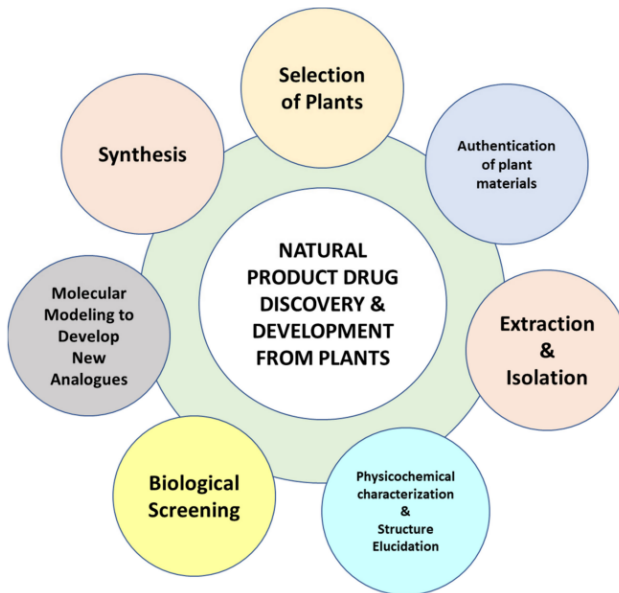 Selection
of Plants
Authentication
of plant
materials
Extraction
&
Isolation
Physicochemical
characterization
&
Structure
Elucidation
Biological
Screening
Molecular
Modeling to
Develop
New
Analogues
Synthesis
NATURAL
PRODUCT DRUG
DISCOVERY &
DEVELOPMENT
FROM PLANTS